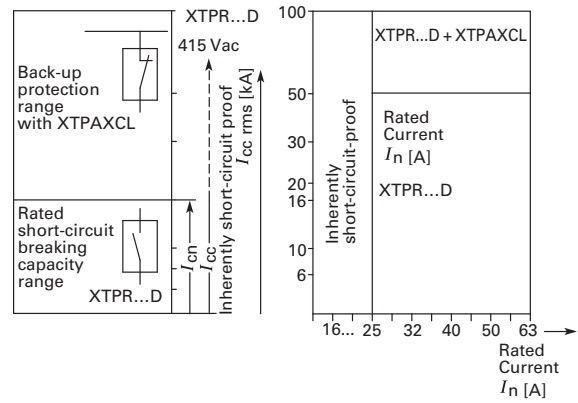 XTPR...D
415 Vac
Back-up
protection
range
with XTPAXCL
Rated
short-circuit
breaking
capacity
range
XTPR...D
Icn
Icc
Inherently short-circuit proof
Icc rms [kA]
100
50
30
20
16
10
6
Inherently
short-circuit-proof
XTPR...D + XTPAXCL
Rated
Current
In [A]
XTPR...D
16... 25 32 40 50 63
Rated
Current
In [A]